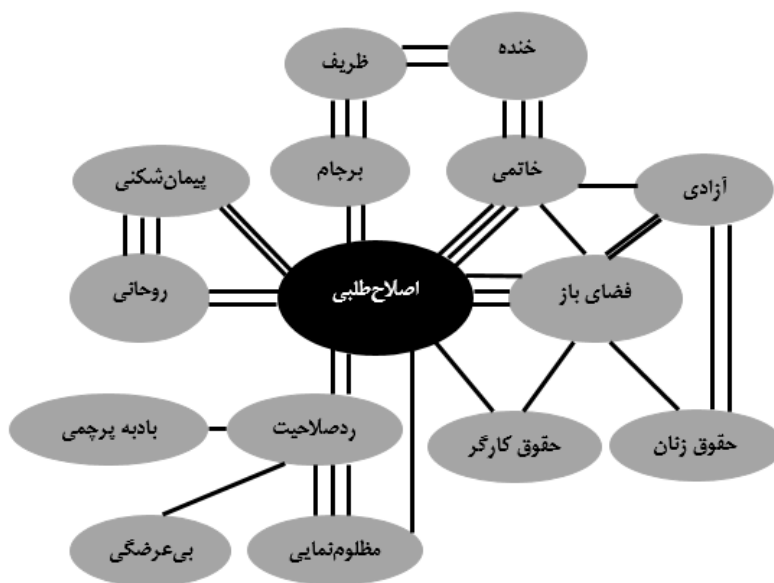 خنده
ظریف
خاتمی
برجام
پیمان‌شکنی
آزادی
روحانی
اصلاح‌طلبی
فضای باز
بادبه پرچمی
ردصلاحیت
حقوق کارگر
حقوق زنان
بی‌عرضگی
مظلوم‌نمایی